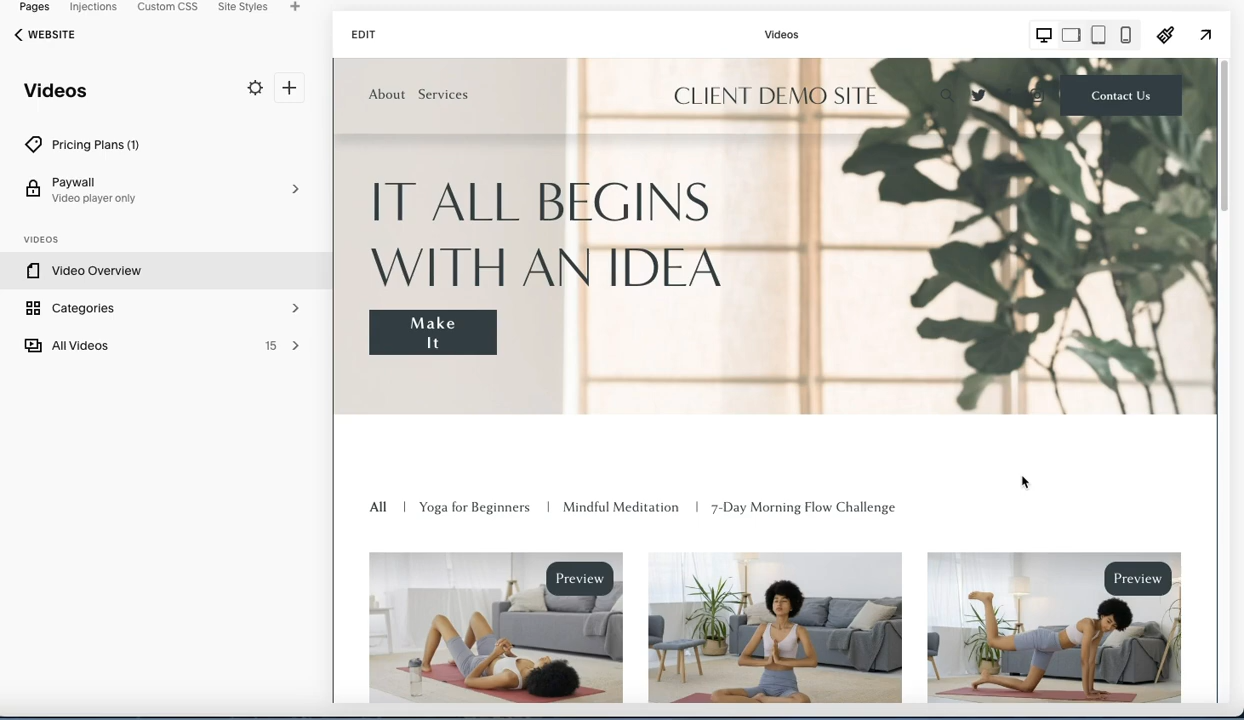 Pages Injections Custom CSS Site Styles
WEBSITE
Videos
Pricing Plans (1)
Paywall
Video player only
VIDEOS
Video Overview
Categories
All Videos 15
EDIT Videos
About Services CLIENT DEMO SITE Contact Us
IT ALL BEGINS
WITH AN IDEA
Make
It
All | Yoga for Beginners | Mindful Meditation | 7-Day Morning Flow Challenge
Preview Preview